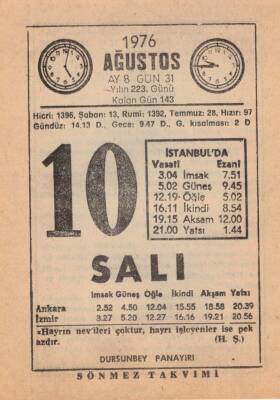 1976
AĞUSTOS
AY 8 GÜN 31
Yılın 223. Günü
Kalan Gün 143
Hicri: 1396, Şaban: 13, Rumi: 1392, Temmuz: 28, Hızır: 97
Gündüz: 14.13 D., Gece: 9.47 D., G. kısalması: 2 D
10
İSTANBUL'DA
Vasati Ezani
3.04 İmsak 7.51
5.02 Güneş 9.45
12.19 Öğle 5.02
16.11 İkindi 8.54
19.15 Akşam 12.00
21.00 Yatsı 1.44
SALI
Imsak Güneş Öğle İkindi Akşam Yatsı
Ankara 2.52 4.50 12.04 15.55 18.58 20.39
İzmir 3.27 5.20 12.27 16.16 19.21 20.56
«Hayrın nev'ileri çoktur, hayrı işleyenler ise pek
azdır. (H. Ş.)
DURSUNBEY PANAYIRI
SÖNMEZ TAKVİMİ